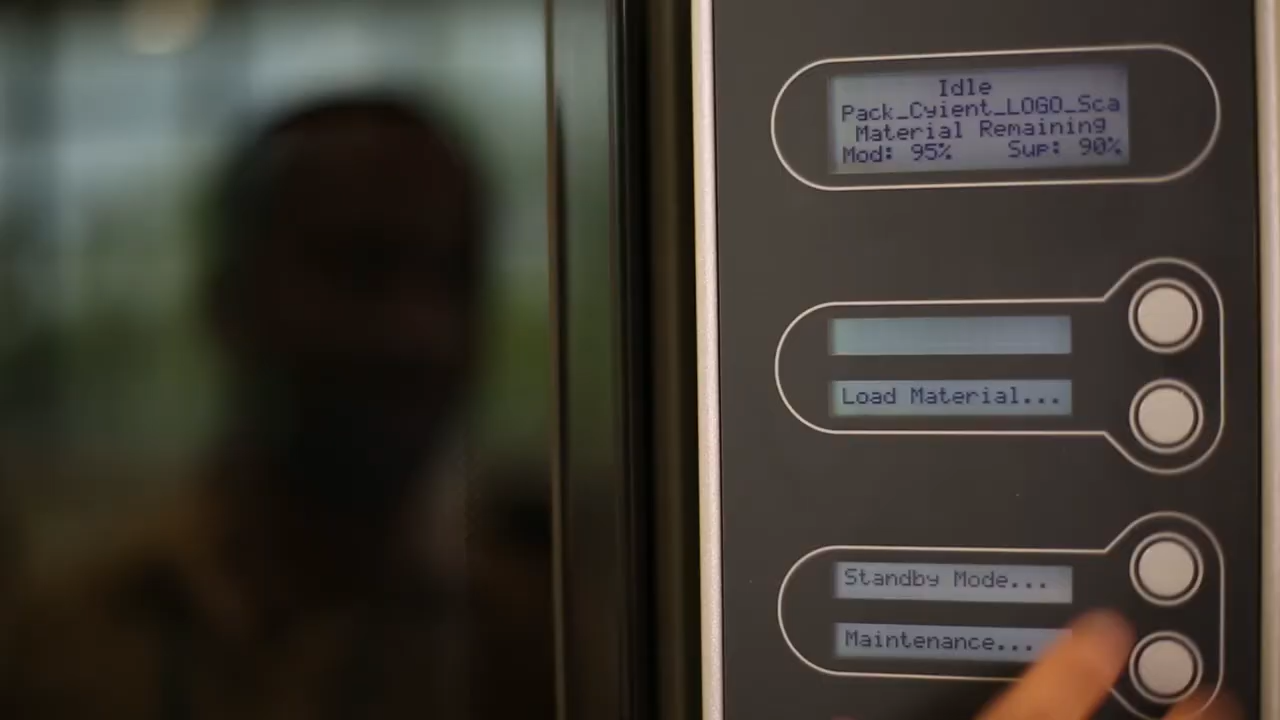 Idle
Pack_Cyient_LOGO_Sca
Material Remaining
Mod: 95% Sup: 90%
Load Material...
Standby Mode...
Maintenance...